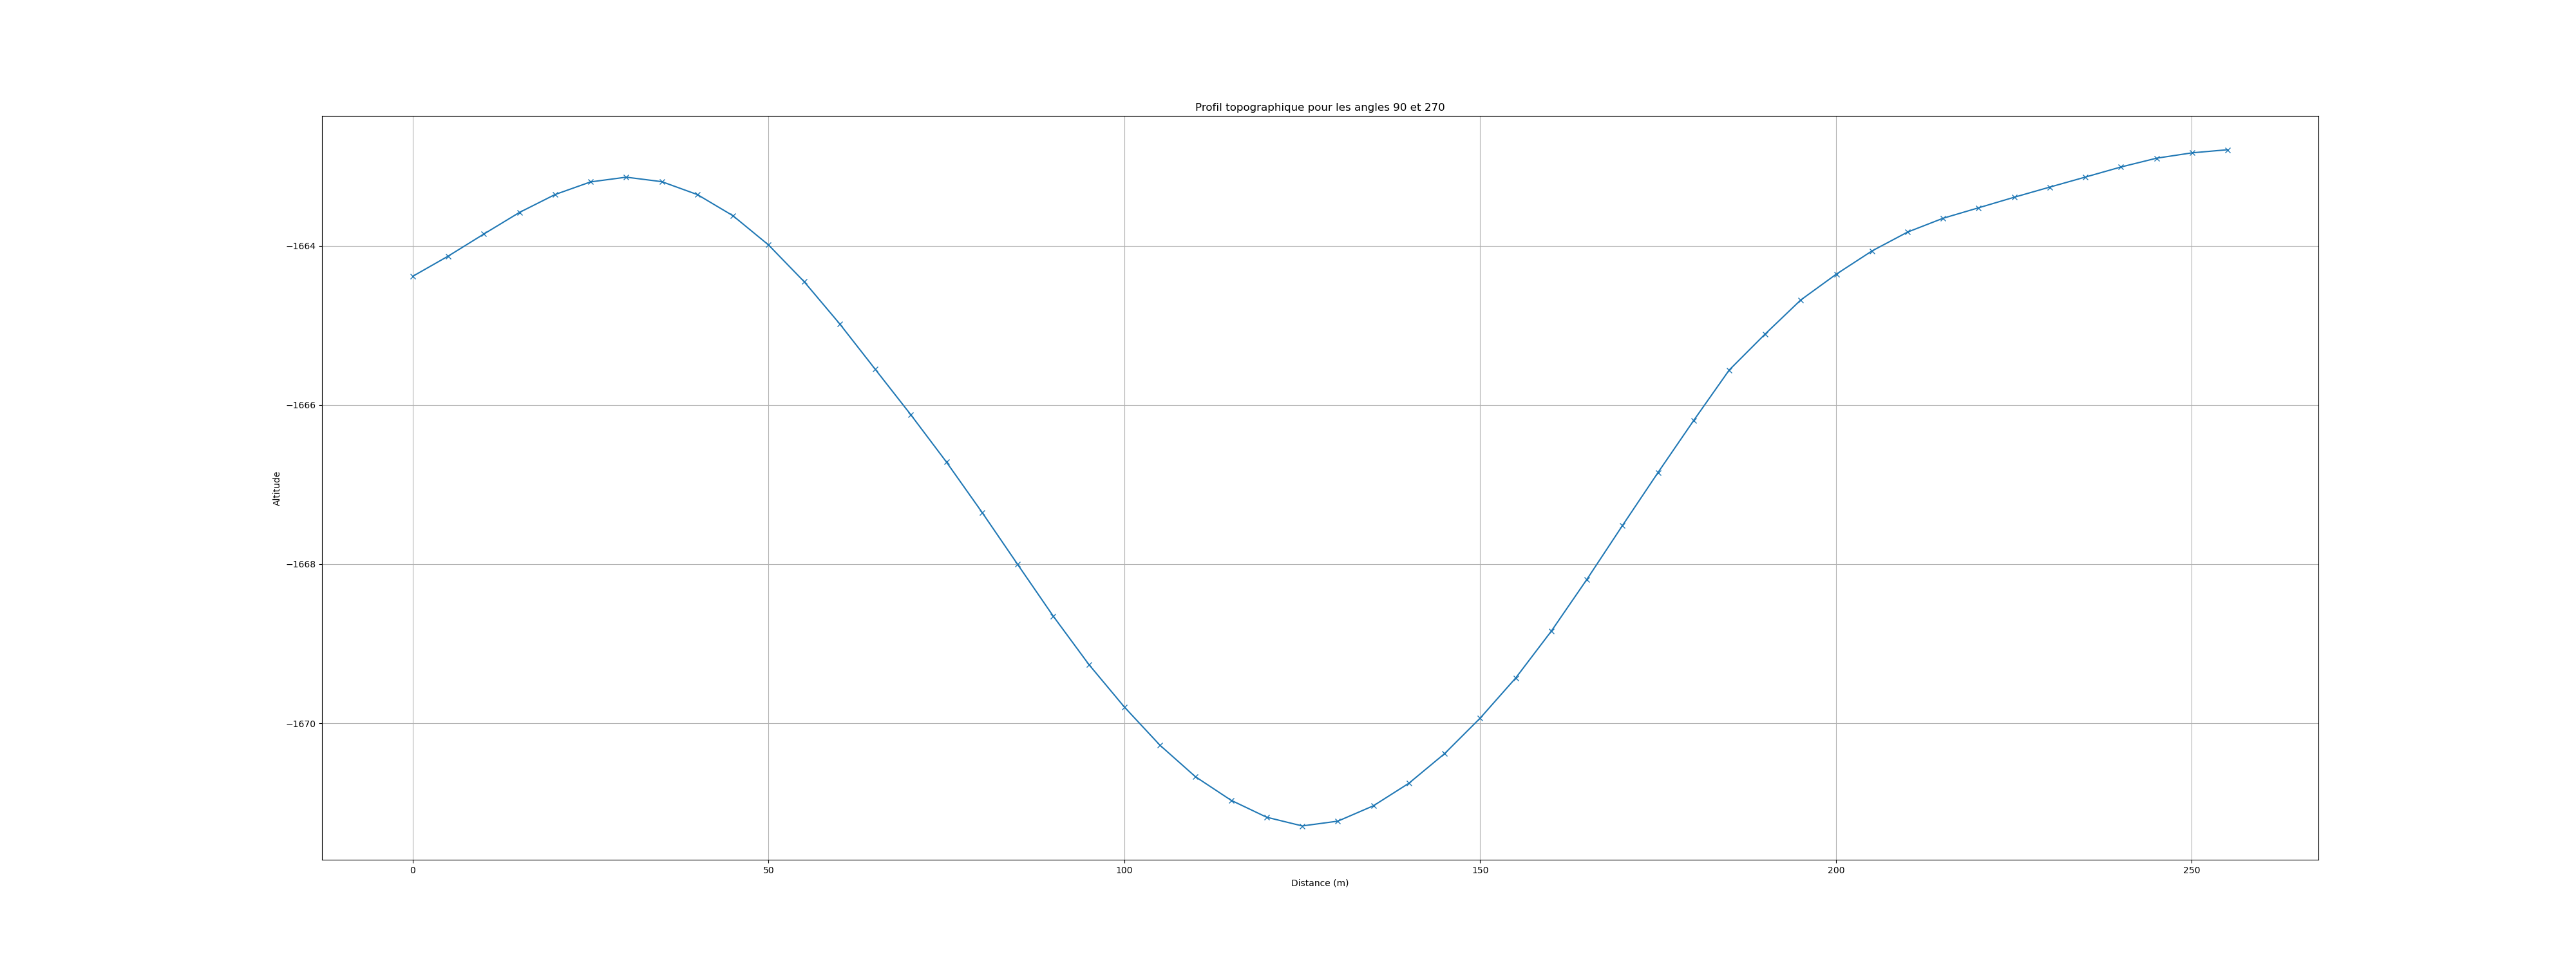 Profil topographique pour les angles 90 et 270
Altitude
−1664
−1666
−1668
−1670
0 50 100 150 200 250
Distance (m)